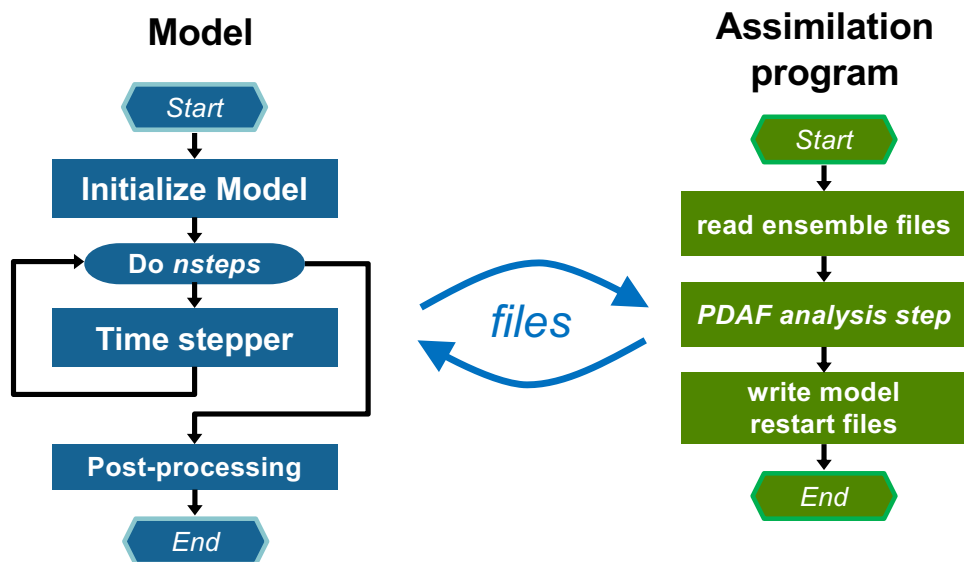 Model
Start
Initialize Model
Do nsteps
Time stepper
Post-processing
End
files
Assimilation
program
Start
read ensemble files
PDAF analysis step
write model
restart files
End